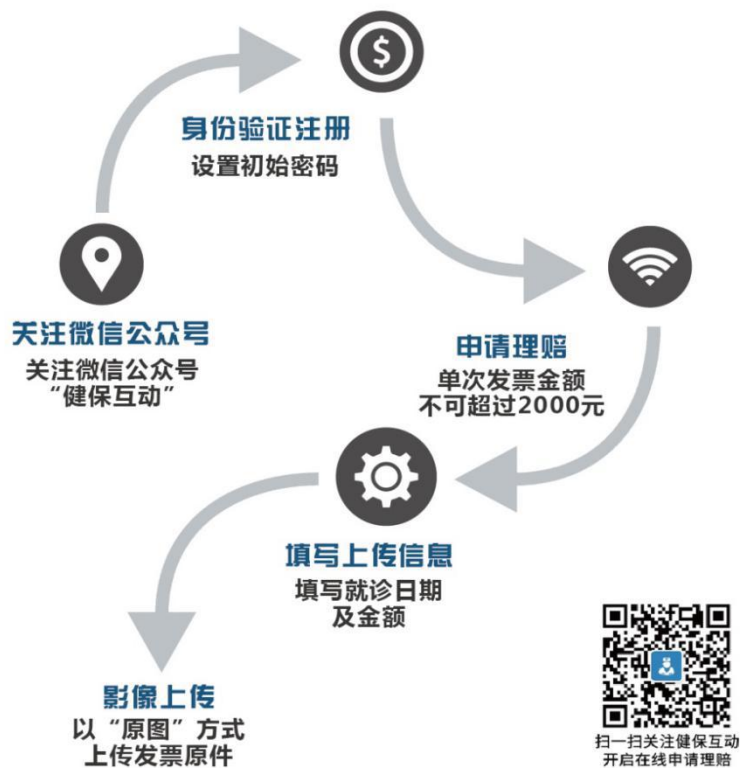 身份验证注册
设置初始密码
关注微信公众号
关注微信公众号
“健保互动”
申请理赔
单次发票金额
不可超过2000元
填写上传信息
填写就诊日期
及金额
影像上传
以“原图”方式
上传发票原件
扫一扫关注健保互动
开启在线申请理赔